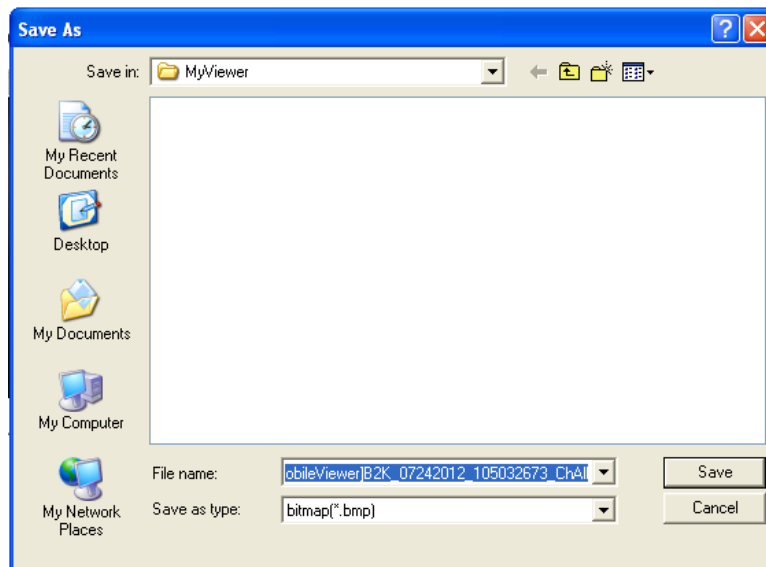 Save As
Save in: MyViewer
My Recent
Documents
Desktop
My Documents
My Computer
My Network
Places
File name: obileViewer]B2K_07242012_105032673_ChAll
Save
Save as type: bitmap(*.bmp)
Cancel